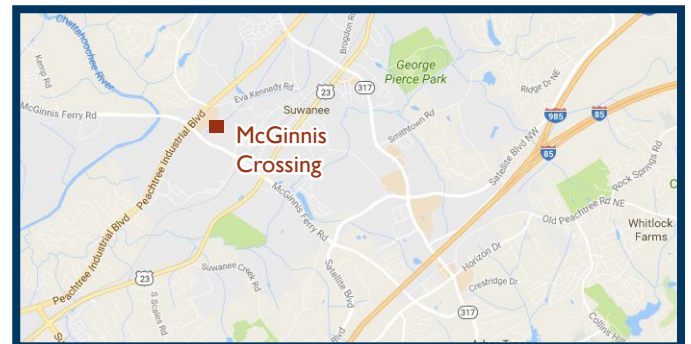 Chattahoochee River
Kemp Rd
McGinnis Ferry Rd
Peachtree Industrial Blvd
Eva Kennedy Rd
Brogdon Rd
23
317
George
Pierce Park
Suwanee
McGinnis
Crossing
Smithtown Rd
Ridge Dr NE
985
85
85
Satellite Blvd NW
Rock Springs Rd
Old Peachtree Rd NE
Whitlock
Farms
McGinnis Ferry Rd
Peachtree Industrial Blvd
23
Suwanee Creek Rd
S Scales Rd
Satellite Blvd
Horizon Dr
Crestridge Dr
317
Collins Hill